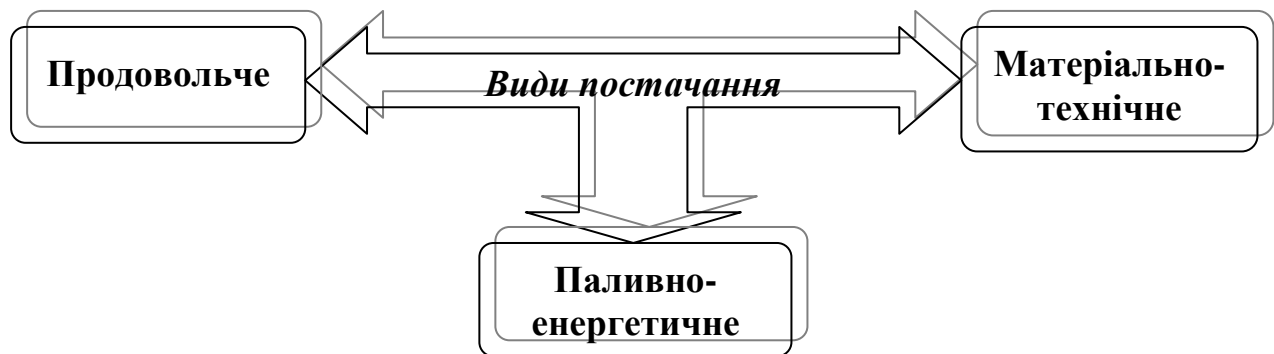 Продовольче
Види постачання
Матеріально-
технічне
Паливно-
енергетичне